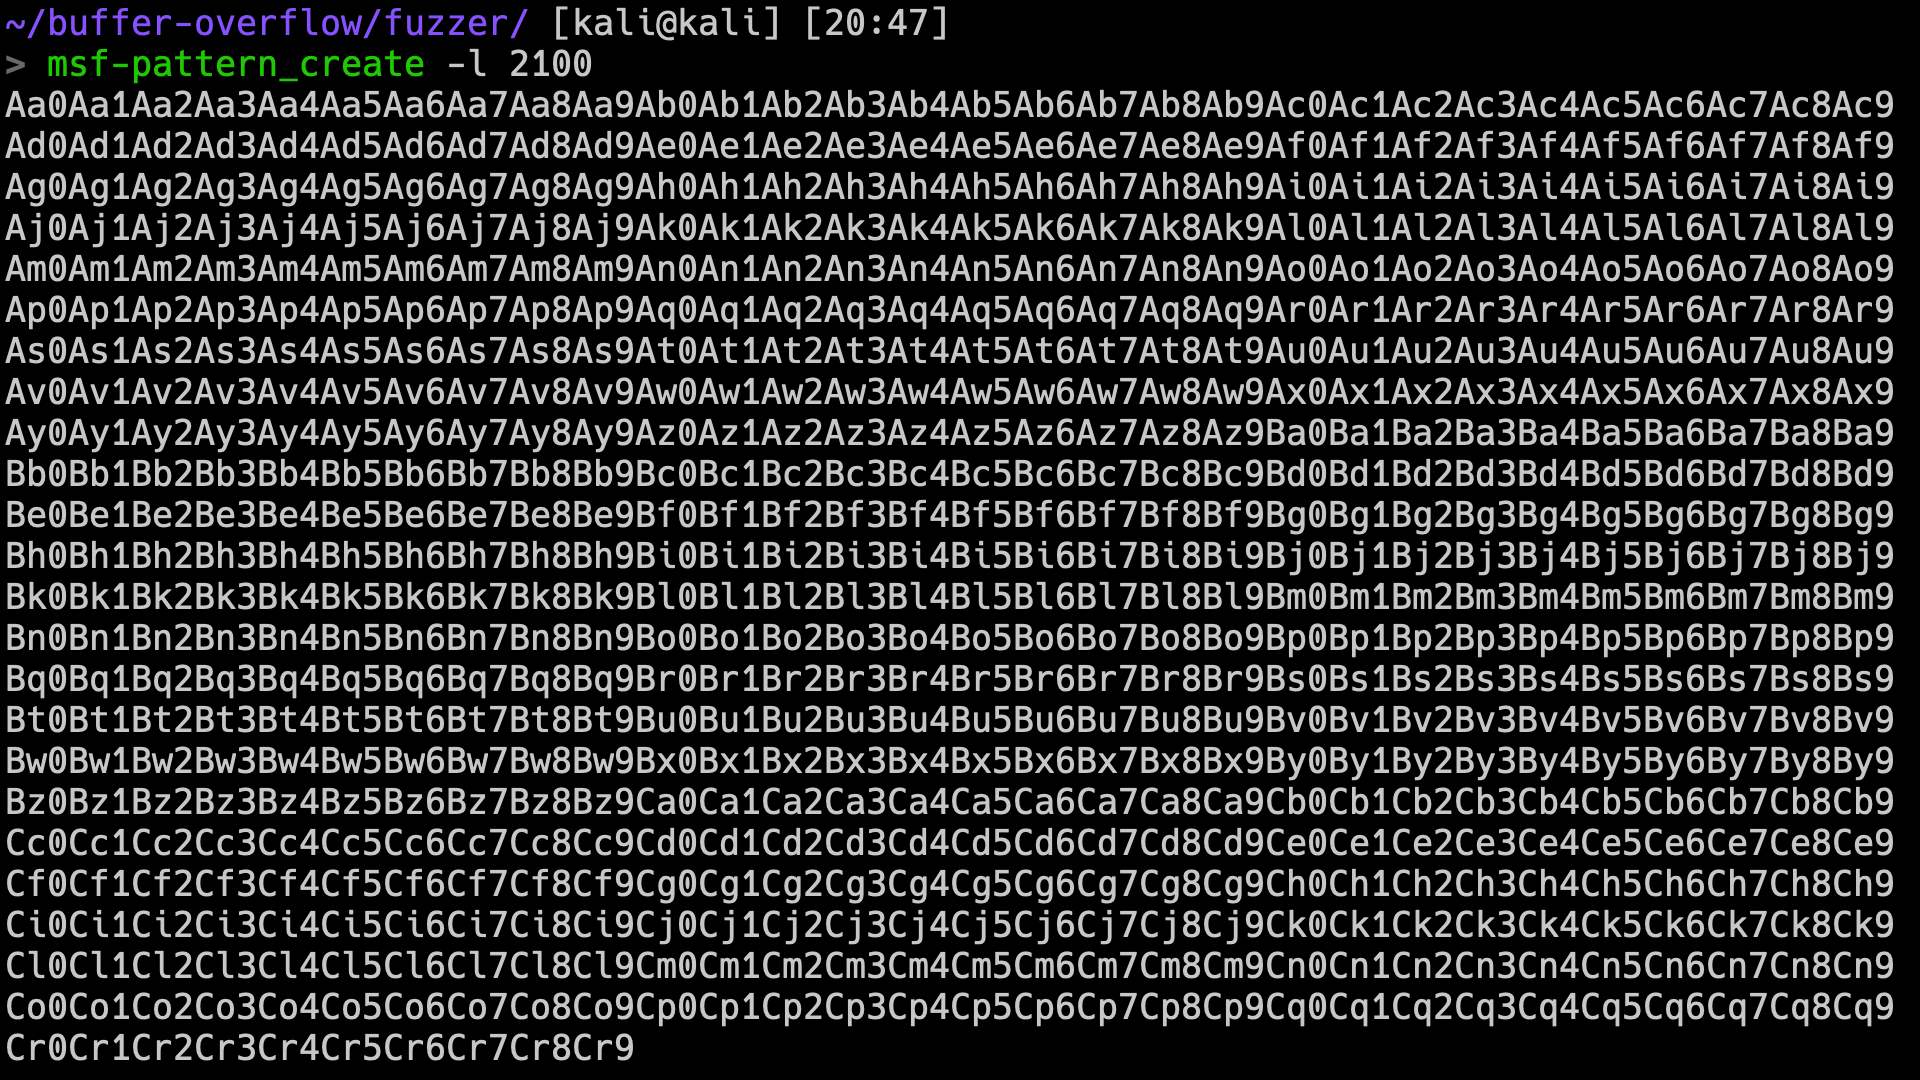 ~/buffer-overflow/fuzzer/ [kali@kali] [20:47]
> msf-pattern_create -l 2100
Aa0Aa1Aa2Aa3Aa4Aa5Aa6Aa7Aa8Aa9Ab0Ab1Ab2Ab3Ab4Ab5Ab6Ab7Ab8Ab9Ac0Ac1Ac2Ac3Ac4Ac5Ac6Ac7Ac8Ac9
Ad0Ad1Ad2Ad3Ad4Ad5Ad6Ad7Ad8Ad9Ae0Ae1Ae2Ae3Ae4Ae5Ae6Ae7Ae8Ae9Af0Af1Af2Af3Af4Af5Af6Af7Af8Af9
Ag0Ag1Ag2Ag3Ag4Ag5Ag6Ag7Ag8Ag9Ah0Ah1Ah2Ah3Ah4Ah5Ah6Ah7Ah8Ah9Ai0Ai1Ai2Ai3Ai4Ai5Ai6Ai7Ai8Ai9
Aj0Aj1Aj2Aj3Aj4Aj5Aj6Aj7Aj8Aj9Ak0Ak1Ak2Ak3Ak4Ak5Ak6Ak7Ak8Ak9Al0Al1Al2Al3Al4Al5Al6Al7Al8Al9
Am0Am1Am2Am3Am4Am5Am6Am7Am8Am9An0An1An2An3An4An5An6An7An8An9Ao0Ao1Ao2Ao3Ao4Ao5Ao6Ao7Ao8Ao9
Ap0Ap1Ap2Ap3Ap4Ap5Ap6Ap7Ap8Ap9Aq0Aq1Aq2Aq3Aq4Aq5Aq6Aq7Aq8Aq9Ar0Ar1Ar2Ar3Ar4Ar5Ar6Ar7Ar8Ar9
As0As1As2As3As4As5As6As7As8As9At0At1At2At3At4At5At6At7At8At9Au0Au1Au2Au3Au4Au5Au6Au7Au8Au9
Av0Av1Av2Av3Av4Av5Av6Av7Av8Av9Aw0Aw1Aw2Aw3Aw4Aw5Aw6Aw7Aw8Aw9Ax0Ax1Ax2Ax3Ax4Ax5Ax6Ax7Ax8Ax9
Ay0Ay1Ay2Ay3Ay4Ay5Ay6Ay7Ay8Ay9Az0Az1Az2Az3Az4Az5Az6Az7Az8Az9Ba0Ba1Ba2Ba3Ba4Ba5Ba6Ba7Ba8Ba9
Bb0Bb1Bb2Bb3Bb4Bb5Bb6Bb7Bb8Bb9Bc0Bc1Bc2Bc3Bc4Bc5Bc6Bc7Bc8Bc9Bd0Bd1Bd2Bd3Bd4Bd5Bd6Bd7Bd8Bd9
Be0Be1Be2Be3Be4Be5Be6Be7Be8Be9Bf0Bf1Bf2Bf3Bf4Bf5Bf6Bf7Bf8Bf9Bg0Bg1Bg2Bg3Bg4Bg5Bg6Bg7Bg8Bg9
Bh0Bh1Bh2Bh3Bh4Bh5Bh6Bh7Bh8Bh9Bi0Bi1Bi2Bi3Bi4Bi5Bi6Bi7Bi8Bi9Bj0Bj1Bj2Bj3Bj4Bj5Bj6Bj7Bj8Bj9
Bk0Bk1Bk2Bk3Bk4Bk5Bk6Bk7Bk8Bk9Bl0Bl1Bl2Bl3Bl4Bl5Bl6Bl7Bl8Bl9Bm0Bm1Bm2Bm3Bm4Bm5Bm6Bm7Bm8Bm9
Bn0Bn1Bn2Bn3Bn4Bn5Bn6Bn7Bn8Bn9Bo0Bo1Bo2Bo3Bo4Bo5Bo6Bo7Bo8Bo9Bp0Bp1Bp2Bp3Bp4Bp5Bp6Bp7Bp8Bp9
Bq0Bq1Bq2Bq3Bq4Bq5Bq6Bq7Bq8Bq9Br0Br1Br2Br3Br4Br5Br6Br7Br8Br9Bs0Bs1Bs2Bs3Bs4Bs5Bs6Bs7Bs8Bs9
Bt0Bt1Bt2Bt3Bt4Bt5Bt6Bt7Bt8Bt9Bu0Bu1Bu2Bu3Bu4Bu5Bu6Bu7Bu8Bu9Bv0Bv1Bv2Bv3Bv4Bv5Bv6Bv7Bv8Bv9
Bw0Bw1Bw2Bw3Bw4Bw5Bw6Bw7Bw8Bw9Bx0Bx1Bx2Bx3Bx4Bx5Bx6Bx7Bx8Bx9By0By1By2By3By4By5By6By7By8By9
Bz0Bz1Bz2Bz3Bz4Bz5Bz6Bz7Bz8Bz9Ca0Ca1Ca2Ca3Ca4Ca5Ca6Ca7Ca8Ca9Cb0Cb1Cb2Cb3Cb4Cb5Cb6Cb7Cb8Cb9
Cc0Cc1Cc2Cc3Cc4Cc5Cc6Cc7Cc8Cc9Cd0Cd1Cd2Cd3Cd4Cd5Cd6Cd7Cd8Cd9Ce0Ce1Ce2Ce3Ce4Ce5Ce6Ce7Ce8Ce9
Cf0Cf1Cf2Cf3Cf4Cf5Cf6Cf7Cf8Cf9Cg0Cg1Cg2Cg3Cg4Cg5Cg6Cg7Cg8Cg9Ch0Ch1Ch2Ch3Ch4Ch5Ch6Ch7Ch8Ch9
Ci0Ci1Ci2Ci3Ci4Ci5Ci6Ci7Ci8Ci9Cj0Cj1Cj2Cj3Cj4Cj5Cj6Cj7Cj8Cj9Ck0Ck1Ck2Ck3Ck4Ck5Ck6Ck7Ck8Ck9
Cl0Cl1Cl2Cl3Cl4Cl5Cl6Cl7Cl8Cl9Cm0Cm1Cm2Cm3Cm4Cm5Cm6Cm7Cm8Cm9Cn0Cn1Cn2Cn3Cn4Cn5Cn6Cn7Cn8Cn9
Co0Co1Co2Co3Co4Co5Co6Co7Co8Co9Cp0Cp1Cp2Cp3Cp4Cp5Cp6Cp7Cp8Cp9Cq0Cq1Cq2Cq3Cq4Cq5Cq6Cq7Cq8Cq9
Cr0Cr1Cr2Cr3Cr4Cr5Cr6Cr7Cr8Cr9